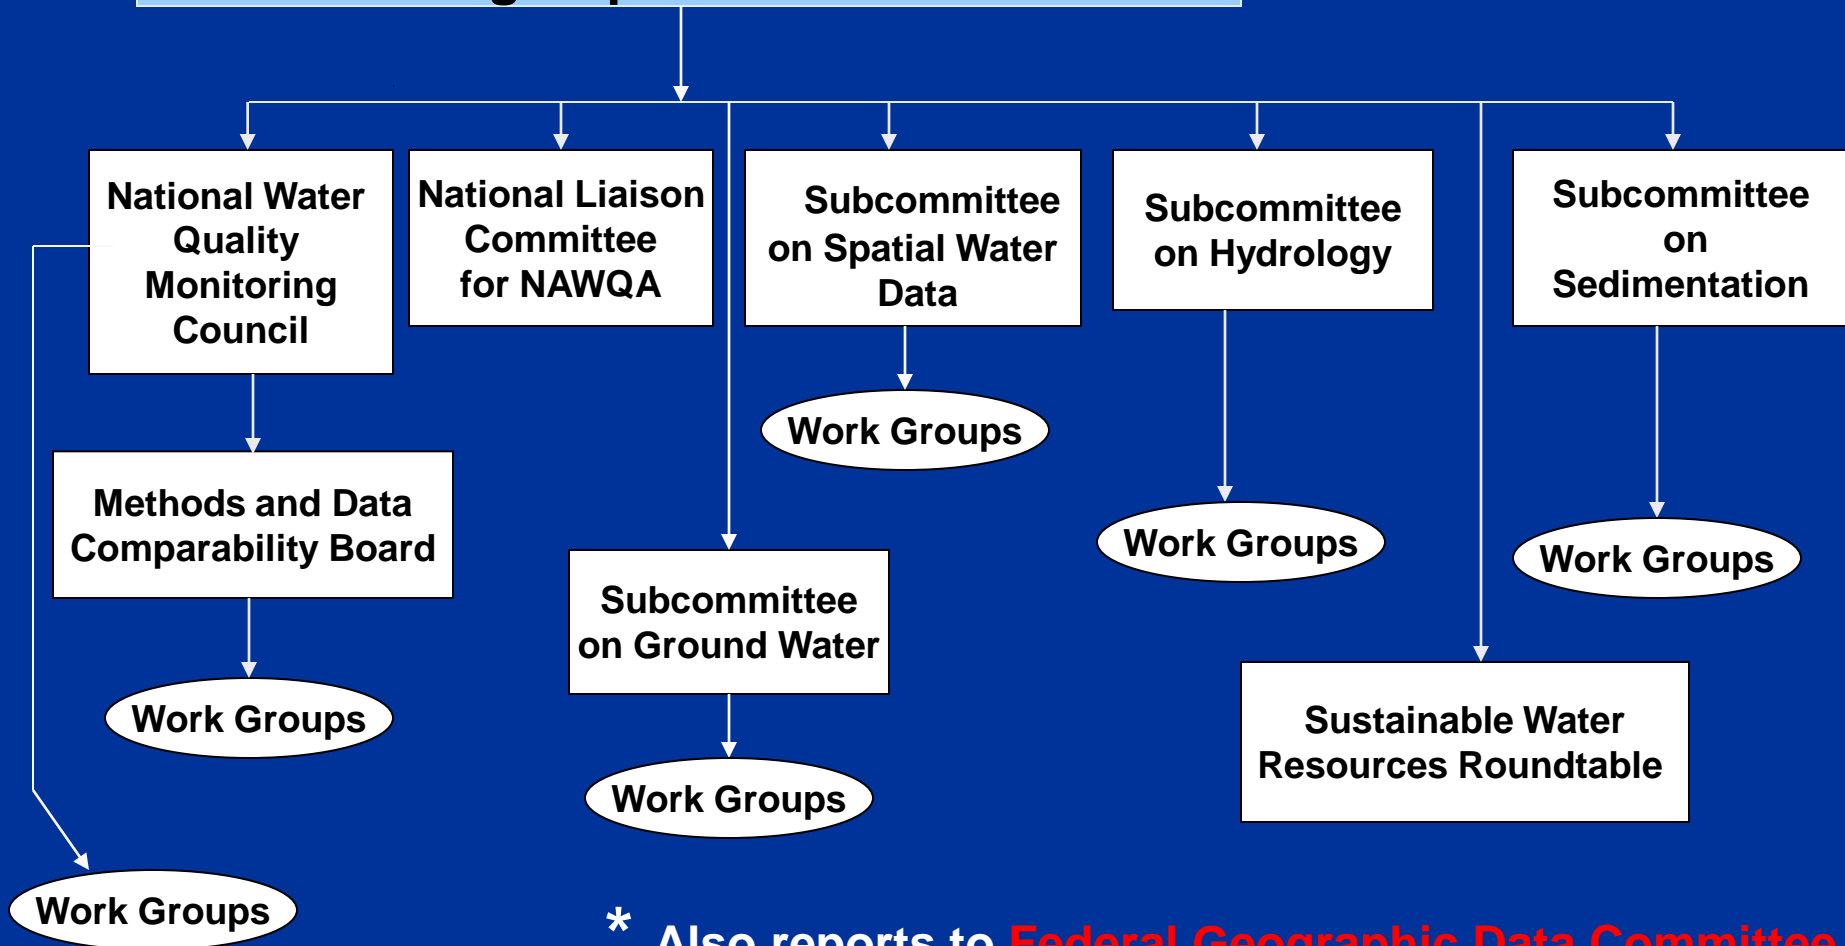 National Water
Quality
Monitoring
Council
National Liaison
Committee
for NAWQA
Subcommittee
on Spatial Water
Data
Subcommittee
on Hydrology
Subcommittee
on
Sedimentation
Work Groups
Methods and Data
Comparability Board
Work Groups
Work Groups
Subcommittee
on Ground Water
Work Groups
Sustainable Water
Resources Roundtable
Work Groups
Work Groups
* Also reports to Federal Geographic Data Committee